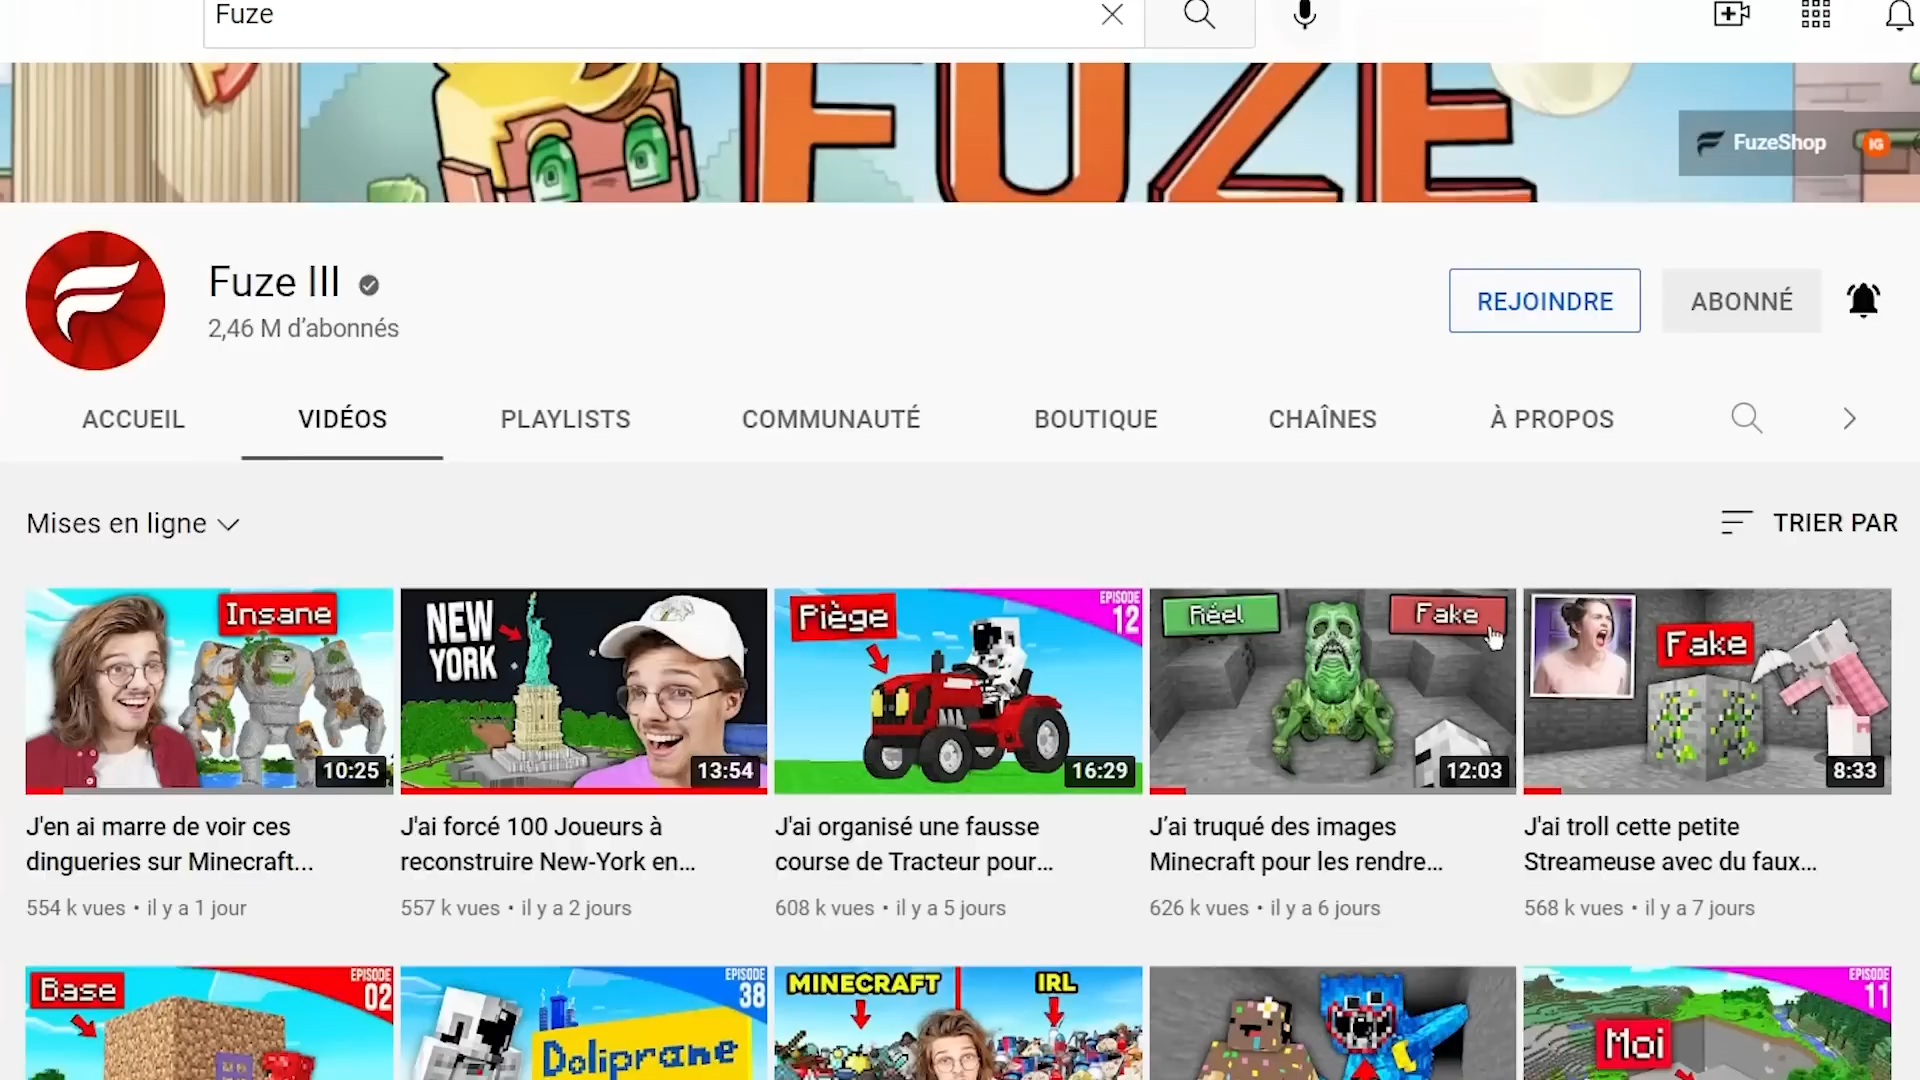 Fuze
FUZE
FuzeShop
IG
Fuze III
2,46 M d’abonnés
REJOINDRE
ABONNÉ
ACCUEIL
VIDÉOS
PLAYLISTS
COMMUNAUTÉ
BOUTIQUE
CHAÎNES
À PROPOS
Mises en ligne
TRIER PAR
Insane
10:25
NEW
YORK
13:54
Piège
EPISODE
12
16:29
Réel
Fake
12:03
Fake
8:33
J'en ai marre de voir ces
dingueries sur Minecraft...
554 k vues • il y a 1 jour
J'ai forcé 100 Joueurs à
reconstruire New-York en...
557 k vues • il y a 2 jours
J'ai organisé une fausse
course de Tracteur pour...
608 k vues • il y a 5 jours
J’ai truqué des images
Minecraft pour les rendre...
626 k vues • il y a 6 jours
J'ai troll cette petite
Streameuse avec du faux...
568 k vues • il y a 7 jours
Base
EPISODE
02
EPISODE
38
Doliprane
MINECRAFT
IRL
EPISODE
11
Moi